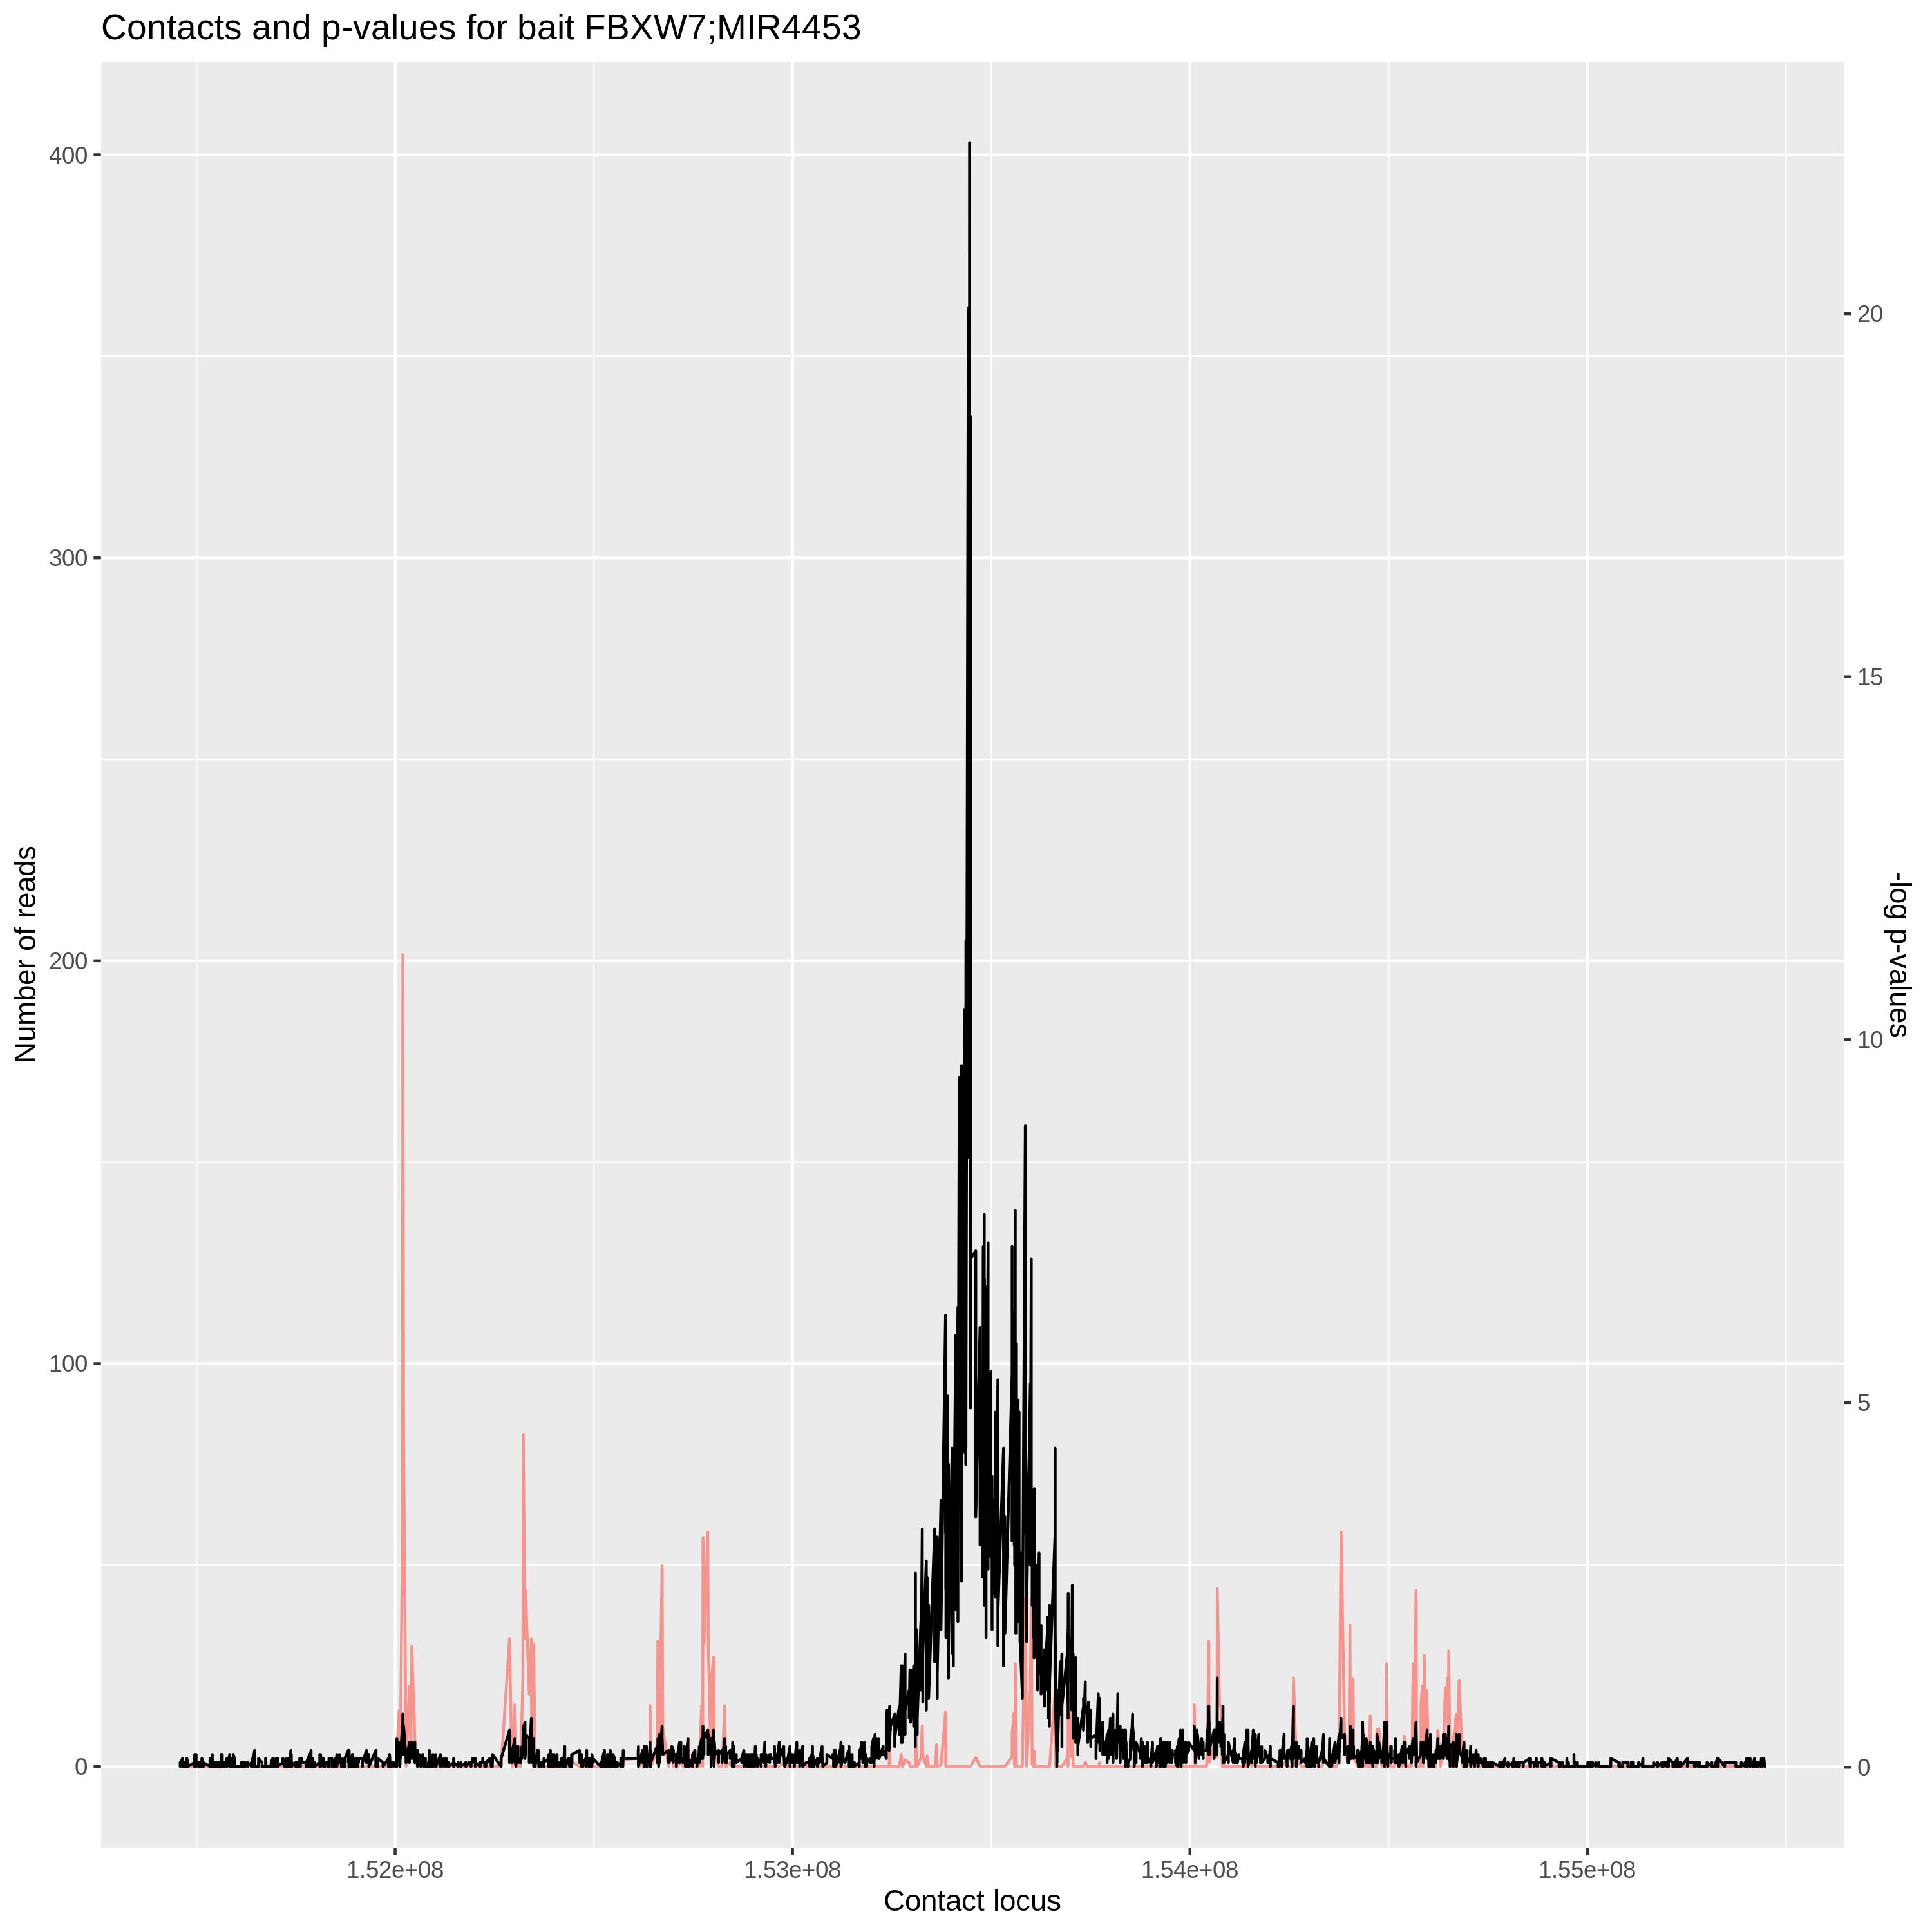 Contacts and p-values for bait FBXW7;MIR4453
400
300
200
100
0
Number of reads
20
15
10
5
0
-log p-values
1.52e+08
1.53e+08
1.54e+08
1.55e+08
Contact locus